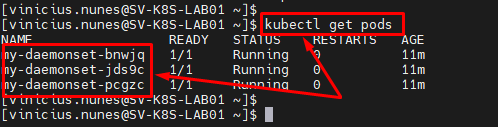 [vinicius.nunes@SV-K8S-LAB01 ~]$
[vinicius.nunes@SV-K8S-LAB01 ~]$ kubectl get pods
NAME READY STATUS RESTARTS AGE
my-daemonset-bnwjq 1/1 Running 0 11m
my-daemonset-jds9c 1/1 Running 0 11m
my-daemonset-pcgzc 1/1 Running 0 11m
[vinicius.nunes@SV-K8S-LAB01 ~]$
[vinicius.nunes@SV-K8S-LAB01 ~]$